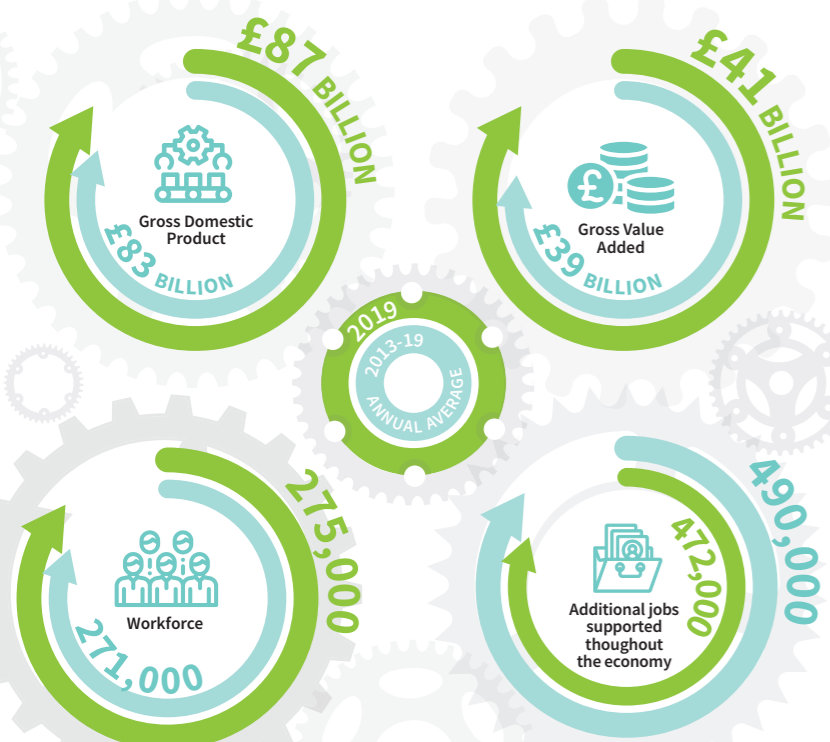 £87 BILLION
Gross Domestic
Product
£83 BILLION
£41 BILLION
£
Gross Value
Added
£39 BILLION
2019
2013-19
ANNUAL AVERAGE
275,000
Workforce
271,000
490,000
472,000
Additional jobs
supported
thoughout
the economy